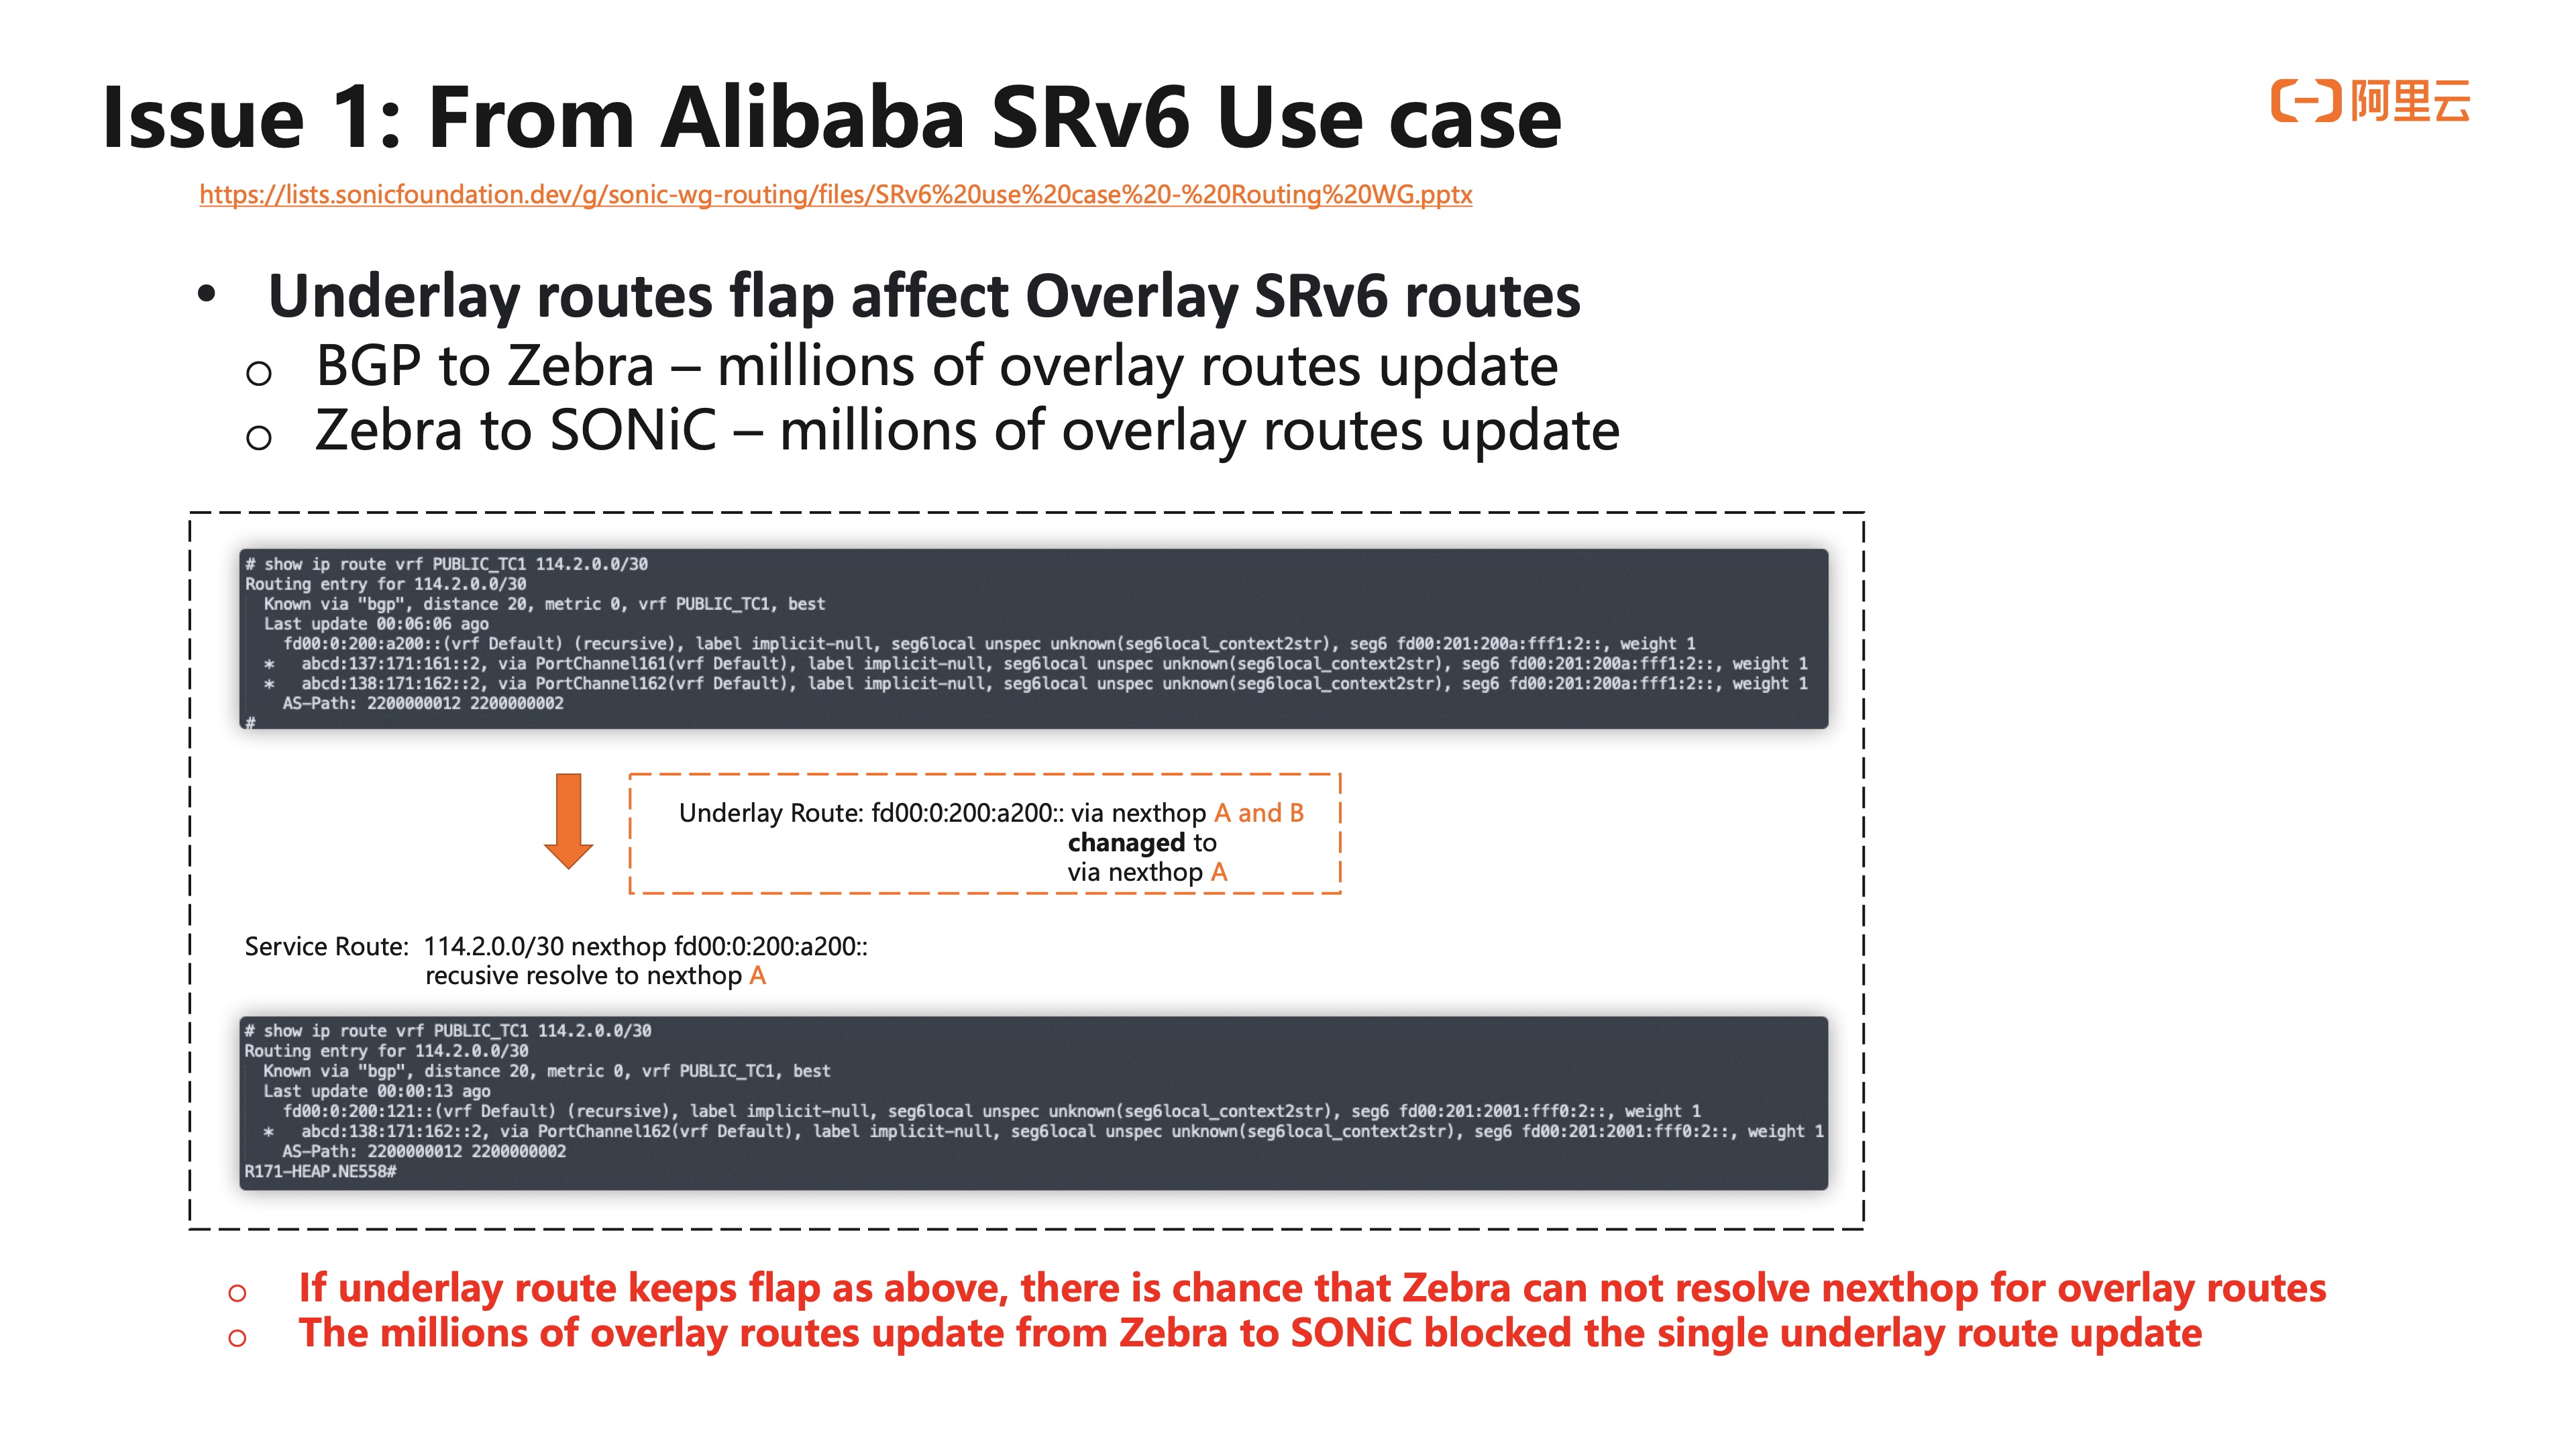 Issue 1: From Alibaba SRv6 Use case
阿里云
https://lists.sonicfoundation.dev/g/sonic-wg-routing/files/SRv6%20use%20case%20-%20Routing%20WG.pptx
• Underlay routes flap affect Overlay SRv6 routes
o BGP to Zebra – millions of overlay routes update
o Zebra to SONiC – millions of overlay routes update
# show ip route vrf PUBLIC_TC1 114.2.0.0/30
Routing entry for 114.2.0.0/30
Known via "bgp", distance 20, metric 0, vrf PUBLIC_TC1, best
Last update 00:06:06 ago
fd00:0:200:a200::(vrf Default) (recursive), label implicit-null, seg6local unspec unknown(seg6local_context2str), seg6 fd00:201:200a:fff1:2::, weight 1
* abcd:137:171:161::2, via PortChannel161(vrf Default), label implicit-null, seg6local unspec unknown(seg6local_context2str), seg6 fd00:201:200a:fff1:2::, weight 1
* abcd:138:171:162::2, via PortChannel162(vrf Default), label implicit-null, seg6local unspec unknown(seg6local_context2str), seg6 fd00:201:200a:fff1:2::, weight 1
AS-Path: 2200000012 2200000002
#
Underlay Route: fd00:0:200:a200:: via nexthop A and B
chanaged to
via nexthop A
Service Route: 114.2.0.0/30 nexthop fd00:0:200:a200::
recusive resolve to nexthop A
# show ip route vrf PUBLIC_TC1 114.2.0.0/30
Routing entry for 114.2.0.0/30
Known via "bgp", distance 20, metric 0, vrf PUBLIC_TC1, best
Last update 00:00:13 ago
fd00:0:200:121::(vrf Default) (recursive), label implicit-null, seg6local unspec unknown(seg6local_context2str), seg6 fd00:201:2001:fff0:2::, weight 1
* abcd:138:171:162::2, via PortChannel162(vrf Default), label implicit-null, seg6local unspec unknown(seg6local_context2str), seg6 fd00:201:2001:fff0:2::, weight 1
AS-Path: 2200000012 2200000002
R171-HEAP.NE558#
o If underlay route keeps flap as above, there is chance that Zebra can not resolve nexthop for overlay routes
o The millions of overlay routes update from Zebra to SONiC blocked the single underlay route update